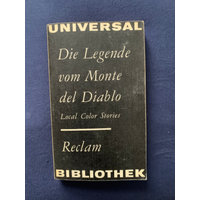 UNIVERSAL
Die Legende
vom Monte
del Diablo
Local Color Stories
Reclam
BIBLIOTHEK